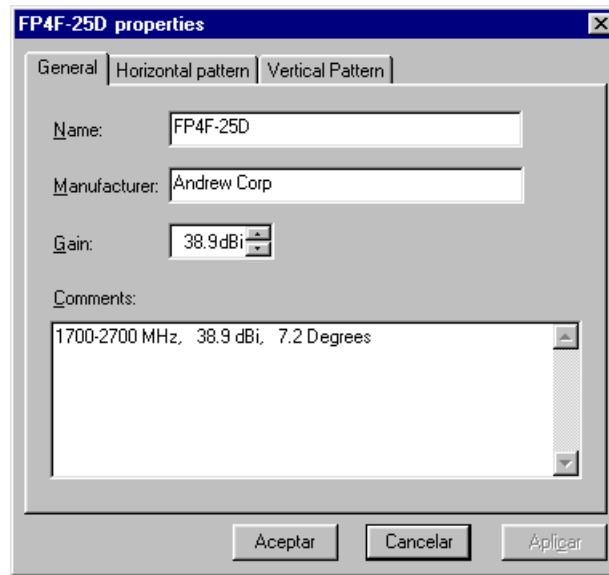 FP4F-25D properties
General Horizontal pattern Vertical Pattern
Name: FP4F-25D
Manufacturer: Andrew Corp
Gain: 38.9dBi
Comments:
1700-2700 MHz, 38.9 dBi, 7.2 Degrees
Aceptar Cancelar Aplicar